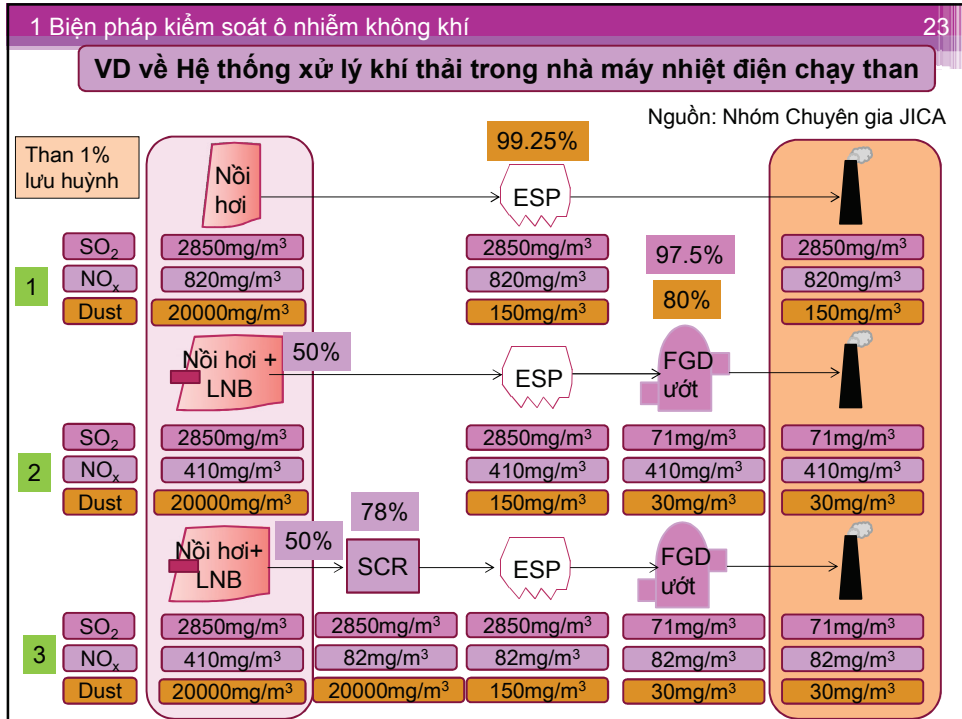 1 Biện pháp kiểm soát ô nhiễm không khí 23
VD về Hệ thống xử lý khí thải trong nhà máy nhiệt điện chạy than
Nguồn: Nhóm Chuyên gia JICA
Than 1%
lưu huỳnh
Nồi
hơi
99.25%
ESP
1
SO₂ 2850mg/m³ 2850mg/m³ 2850mg/m³
NOₓ 820mg/m³ 820mg/m³ 820mg/m³
Dust 20000mg/m³ 150mg/m³ 150mg/m³
97.5%
80%
Nồi hơi +
LNB
50%
ESP
FGD
ướt
2
SO₂ 2850mg/m³ 2850mg/m³ 71mg/m³ 71mg/m³
NOₓ 410mg/m³ 410mg/m³ 410mg/m³ 410mg/m³
Dust 20000mg/m³ 150mg/m³ 30mg/m³ 30mg/m³
Nồi hơi+
LNB
50%
78%
SCR
ESP
FGD
ướt
3
SO₂ 2850mg/m³ 2850mg/m³ 2850mg/m³ 71mg/m³ 71mg/m³
NOₓ 410mg/m³ 82mg/m³ 82mg/m³ 82mg/m³ 82mg/m³
Dust 20000mg/m³ 20000mg/m³ 150mg/m³ 30mg/m³ 30mg/m³